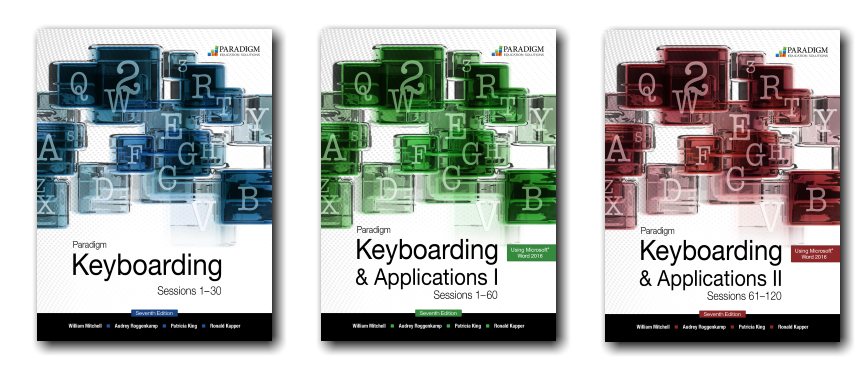 PARADIGM
EDUCATION SOLUTIONS
Q 2 3 R
W T Y
E
A S F G
D C
Z X V B
Paradigm
Keyboarding
Sessions 1–30
Seventh Edition
William Mitchell ■ Audrey Roggenkamp ■ Patricia King ■ Ronald Kapper
PARADIGM
EDUCATION SOLUTIONS
Q 2 3 R
W T Y
E
A S F G
D C
Z X V B
Paradigm
Keyboarding
& Applications I
Sessions 1–60
Using Microsoft®
Word 2016
Seventh Edition
William Mitchell ■ Audrey Roggenkamp ■ Patricia King ■ Ronald Kapper
PARADIGM
EDUCATION SOLUTIONS
Q 2 3 R
W T Y
E
A S F G
D C
Z X V B
Paradigm
Keyboarding
& Applications II
Sessions 61–120
Using Microsoft®
Word 2016
Seventh Edition
William Mitchell ■ Audrey Roggenkamp ■ Patricia King ■ Ronald Kapper